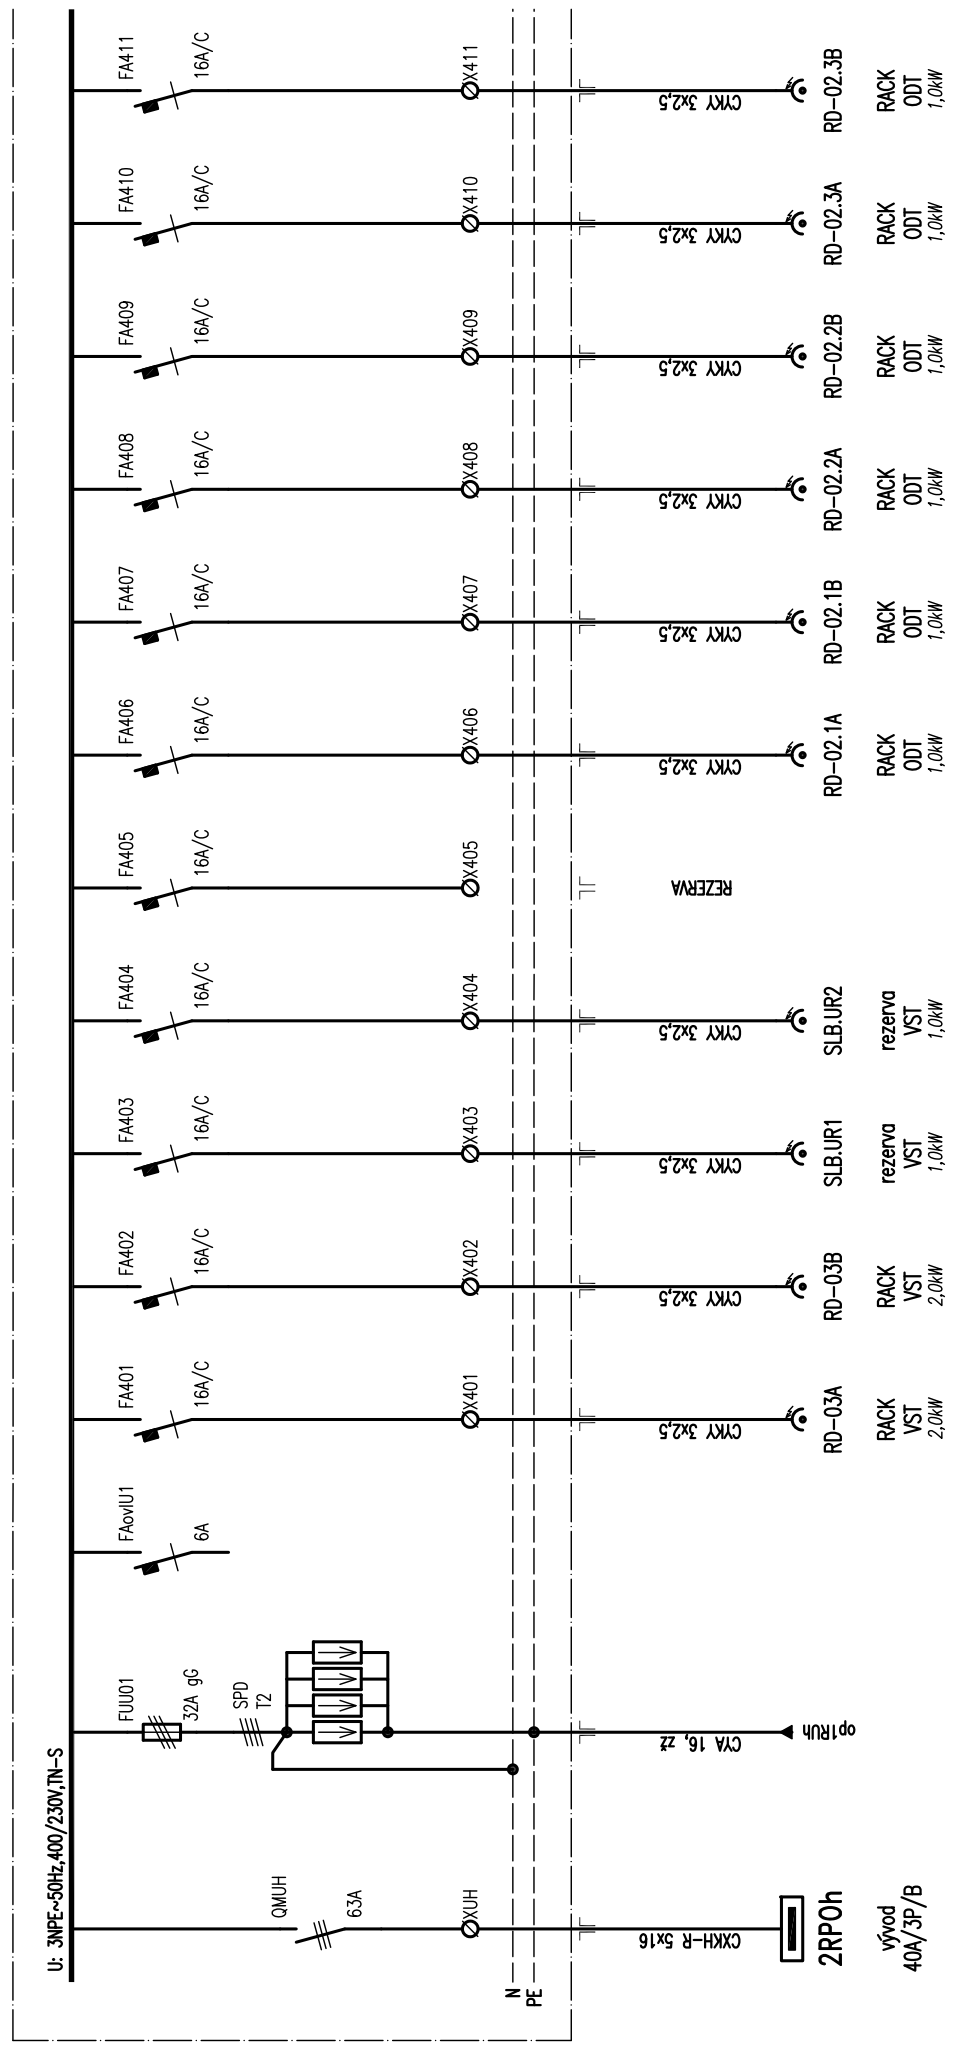 U: 3NPE~50Hz,400/230V,TN-S
QMUH
63A
XUH
N
PE
CXKH-R 5x16
2RPOh
vývod
40A/3P/B
FUU01
32A gG
SPD
T2
CYA 16, zž
op1RUh
FAovlU1
6A
FA401
16A/C
X401
CYKY 3x2,5
RD-03A
RACK
VST
2,0kW
FA402
16A/C
X402
CYKY 3x2,5
RD-03B
RACK
VST
2,0kW
FA403
16A/C
X403
CYKY 3x2,5
SLB.UR1
rezerva
VST
1,0kW
FA404
16A/C
X404
CYKY 3x2,5
SLB.UR2
rezerva
VST
1,0kW
FA405
16A/C
X405
REZERVA
FA406
16A/C
X406
CYKY 3x2,5
RD-02.1A
RACK
ODT
1,0kW
FA407
16A/C
X407
CYKY 3x2,5
RD-02.1B
RACK
ODT
1,0kW
FA408
16A/C
X408
CYKY 3x2,5
RD-02.2A
RACK
ODT
1,0kW
FA409
16A/C
X409
CYKY 3x2,5
RD-02.2B
RACK
ODT
1,0kW
FA410
16A/C
X410
CYKY 3x2,5
RD-02.3A
RACK
ODT
1,0kW
FA411
16A/C
X411
CYKY 3x2,5
RD-02.3B
RACK
ODT
1,0kW